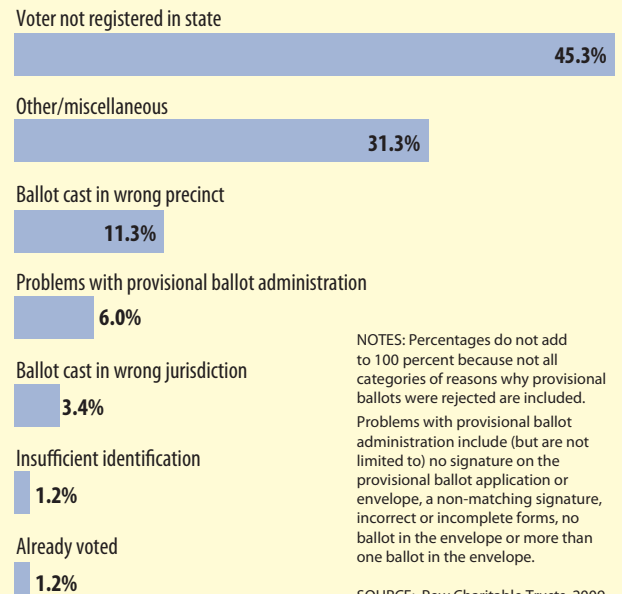 Voter not registered in state
45.3%
Other/miscellaneous
31.3%
Ballot cast in wrong precinct
11.3%
Problems with provisional ballot administration
6.0%
Ballot cast in wrong jurisdiction
3.4%
Insufficient identification
1.2%
Already voted
1.2%
NOTES: Percentages do not add
to 100 percent because not all
categories of reasons why provisional
ballots were rejected are included.
Problems with provisional ballot
administration include (but are not
limited to) no signature on the
provisional ballot application or
envelope, a non-matching signature,
incorrect or incomplete forms, no
ballot in the envelope or more than
one ballot in the envelope.
SOURCE: Pew Charitable Trusts, 2009